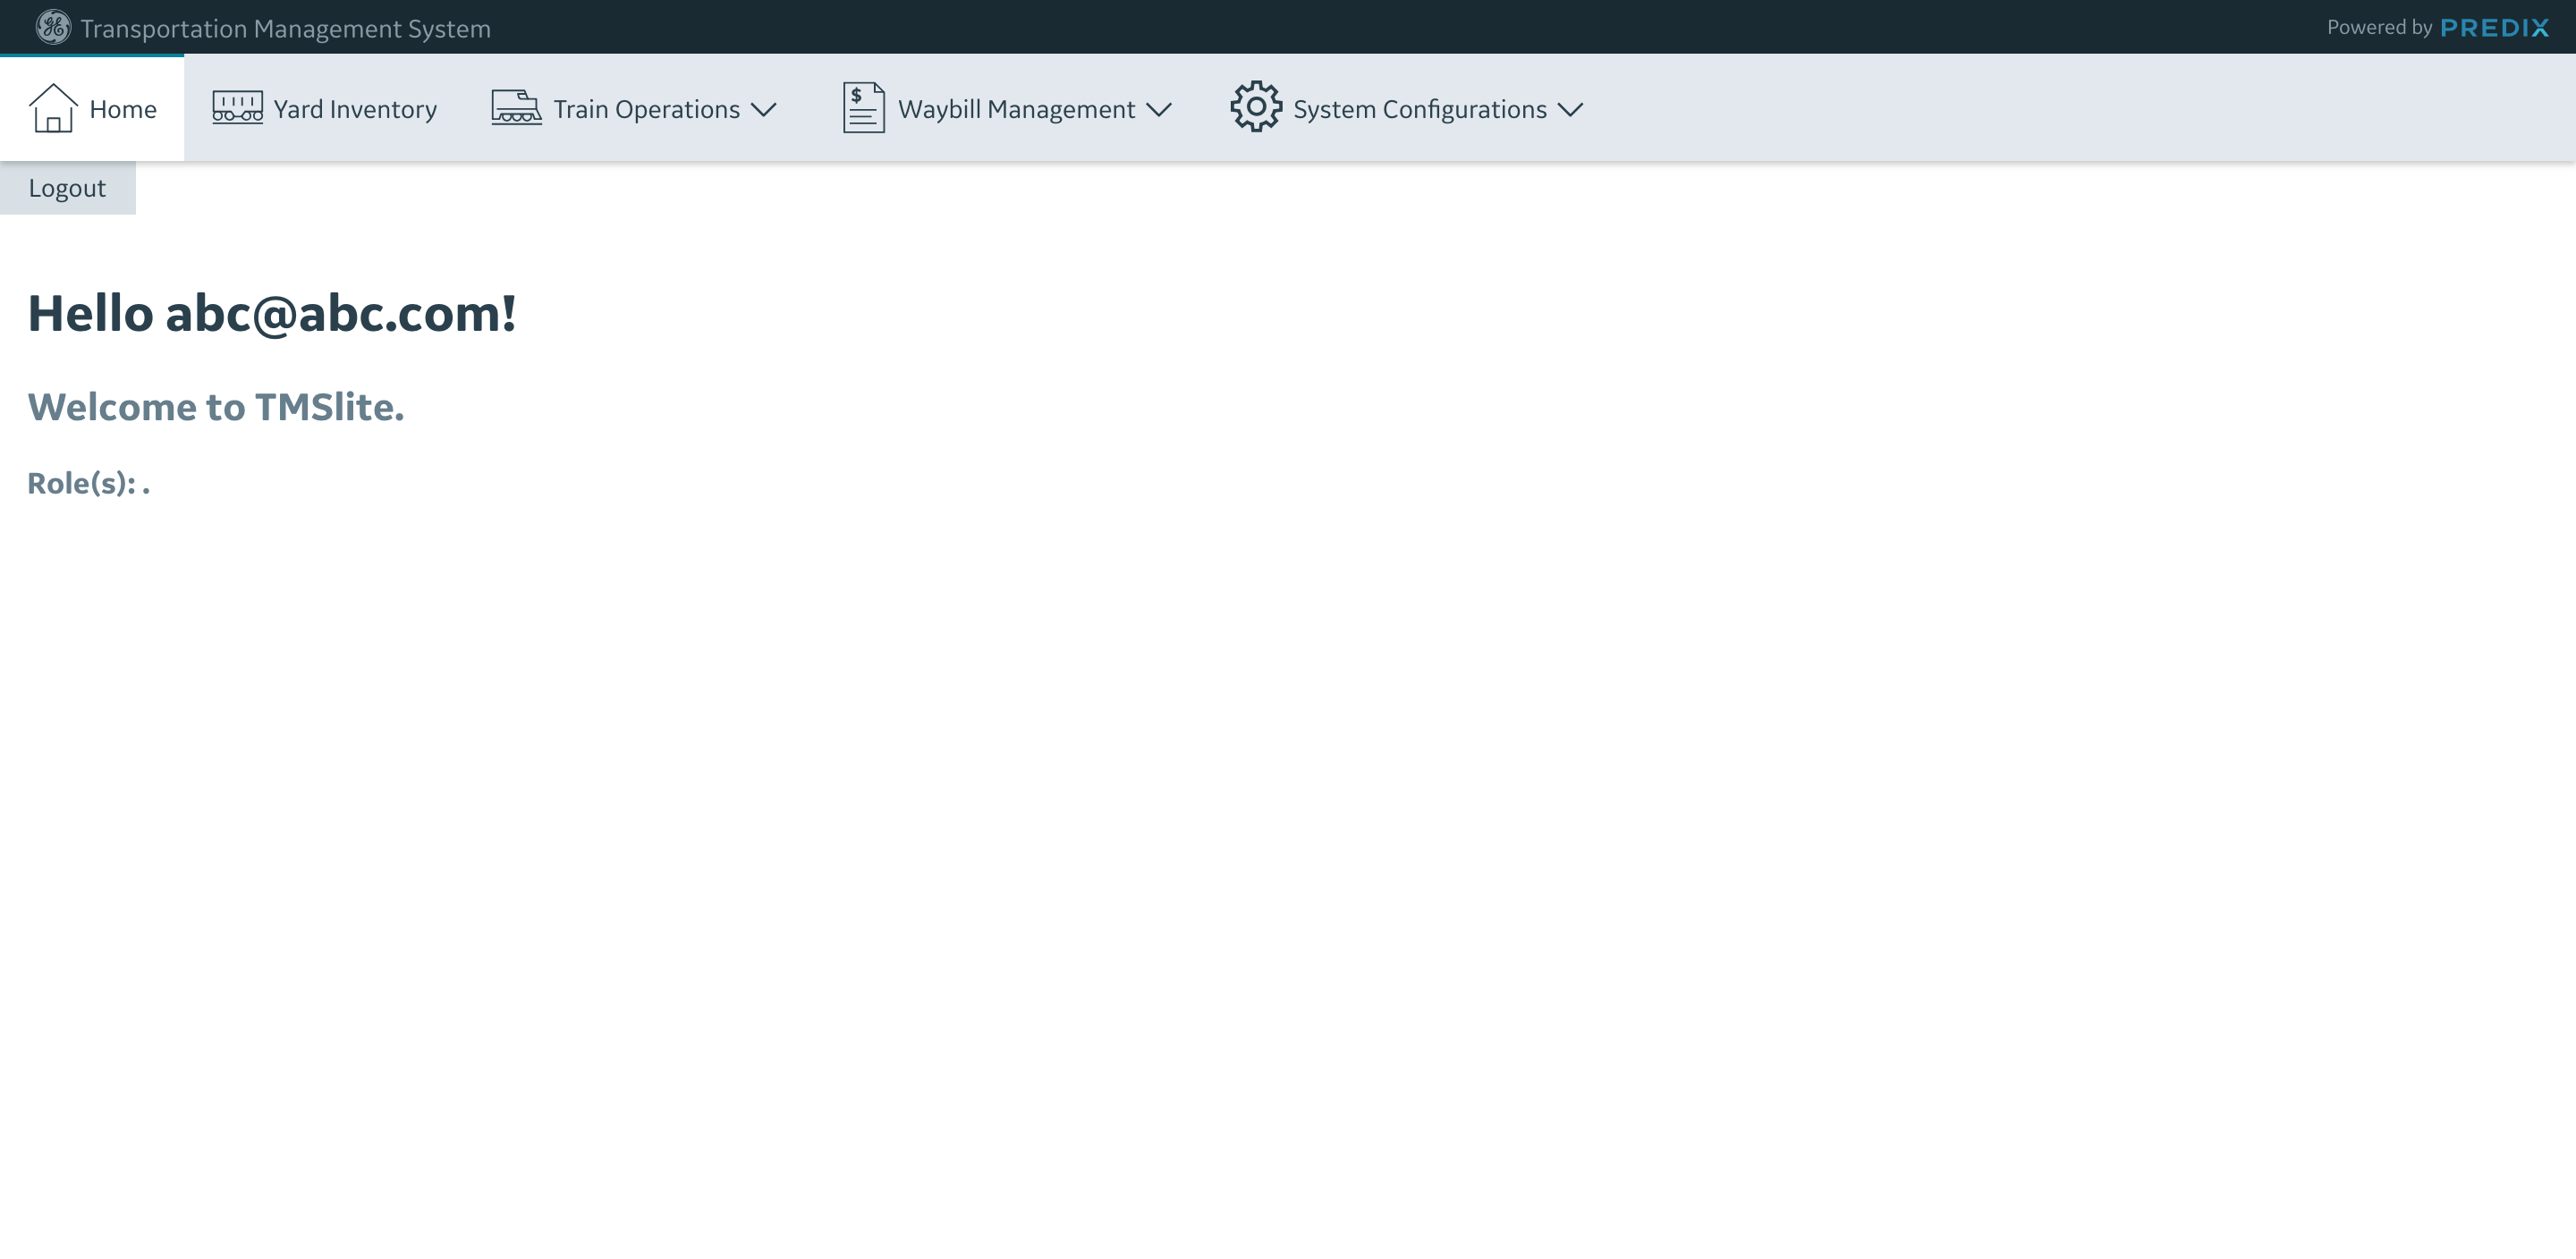 Transportation Management System
Powered by PREDIX
Home
Yard Inventory
Train Operations
$
Waybill Management
System Configurations
Logout
Hello abc@abc.com!
Welcome to TMSlite.
Role(s): .